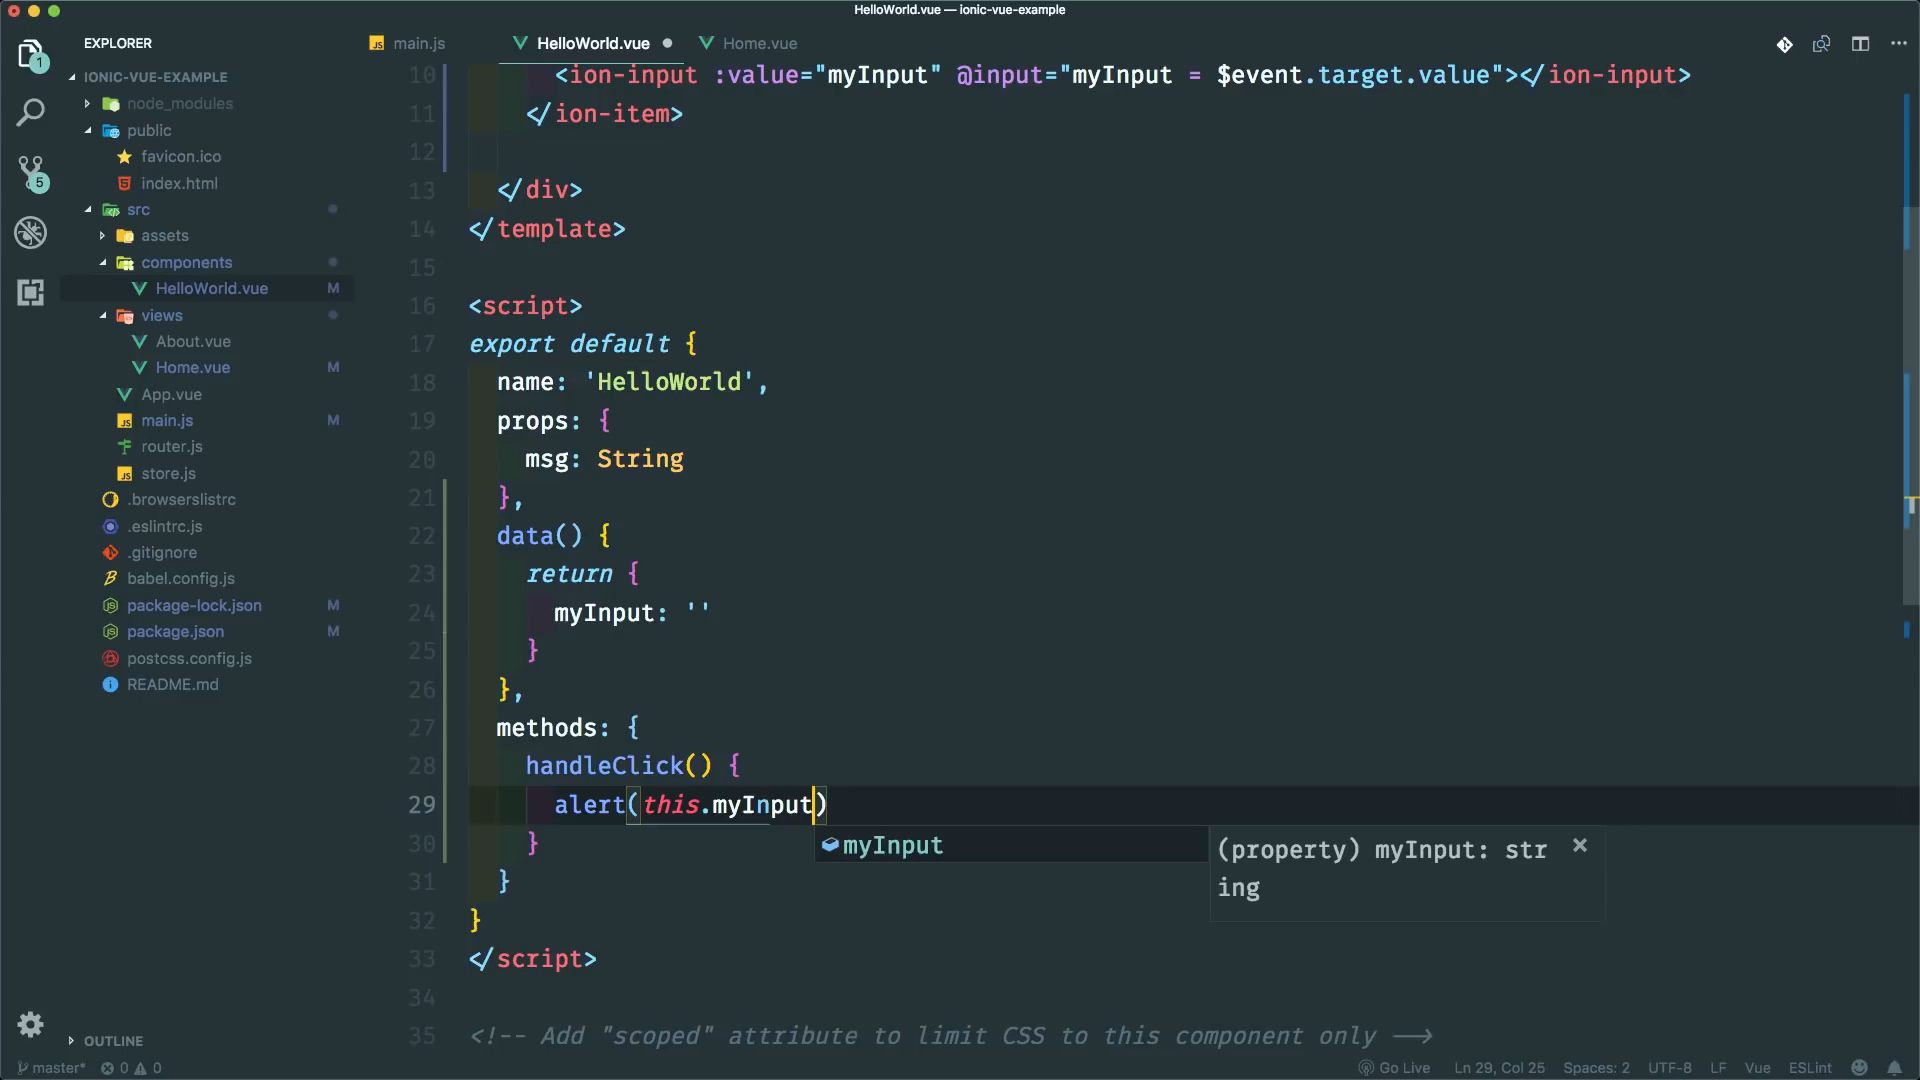 HelloWorld.vue — ionic-vue-example
EXPLORER
1
5
IONIC-VUE-EXAMPLE
node_modules
public
favicon.ico
index.html
src
assets
components
HelloWorld.vue M
views
About.vue
Home.vue M
App.vue
main.js M
router.js
store.js
.browserslistrc
.eslintrc.js
.gitignore
babel.config.js
package-lock.json M
package.json M
postcss.config.js
README.md
OUTLINE
main.js HelloWorld.vue Home.vue
10 <ion-input :value="myInput" @input="myInput = $event.target.value"></ion-input>
11 </ion-item>
12
13 </div>
14 </template>
15
16 <script>
17 export default {
18 name: 'HelloWorld',
19 props: {
20 msg: String
21 },
22 data() {
23 return {
24 myInput: ''
25 }
26 },
27 methods: {
28 handleClick() {
29 alert(this.myInput)
myInput
(property) myInput: str
ing
30 }
31 }
32 }
33 </script>
34
35 <!-- Add "scoped" attribute to limit CSS to this component only -->
master* 0 0 Go Live Ln 29, Col 25 Spaces: 2 UTF-8 LF Vue ESLint